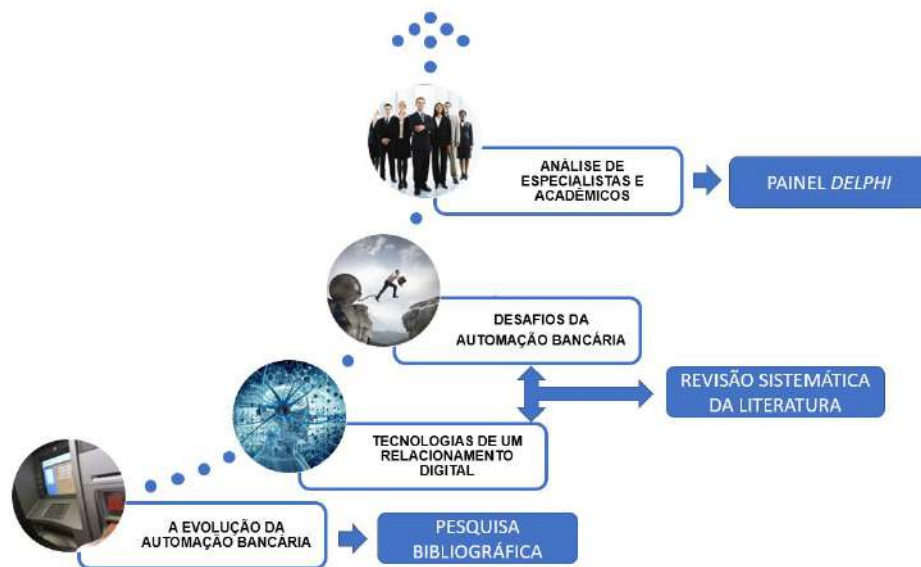 ANÁLISE DE
ESPECIALISTAS E
ACADÊMICOS
PAINEL DELPHI
DESAFIOS DA
AUTOMAÇÃO BANCÁRIA
REVISÃO SISTEMÁTICA
DA LITERATURA
TECNOLOGIAS DE UM
RELACIONAMENTO
DIGITAL
A EVOLUÇÃO DA
AUTOMAÇÃO BANCÁRIA
PESQUISA
BIBLIOGRÁFICA